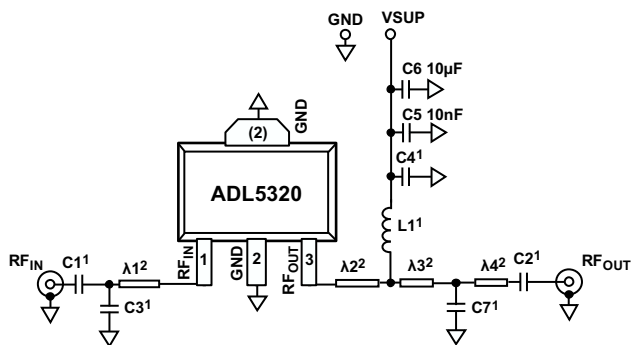 GND
VSUP
C6 10µF
C5 10nF
C4¹
L1¹
(2)
GND
ADL5320
RF_IN
1
GND
2
RF_OUT
3
RF_IN
C1¹
λ1²
C3¹
λ2²
λ3²
λ4²
C2¹
RF_OUT
C7¹